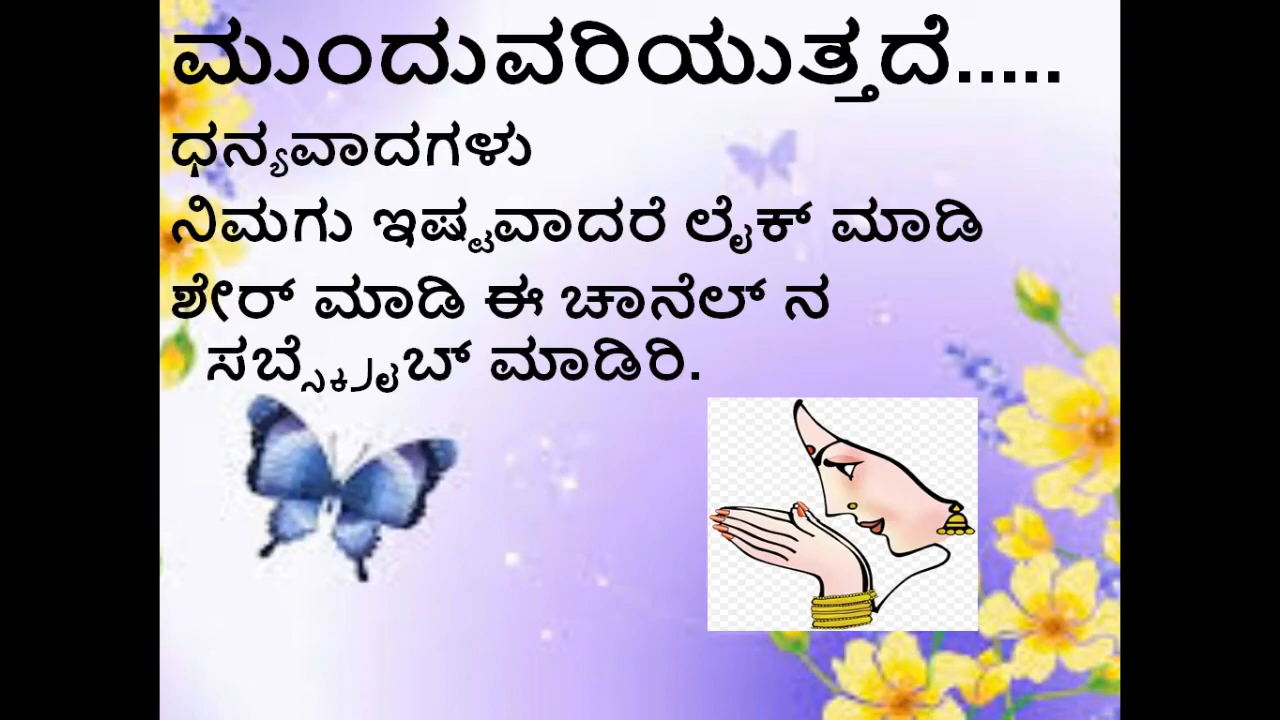 ಮುಂದುವರಿಯುತ್ತದೆ.....
ಧನ್ಯವಾದಗಳು
ನಿಮಗು ಇಷ್ಟವಾದರೆ ಲೈಕ್ ಮಾಡಿ
ಶೇರ್ ಮಾಡಿ ಈ ಚಾನೆಲ್ ನ
ಸಬ್ಸ್ಕ್ರೈಬ್ ಮಾಡಿರಿ.